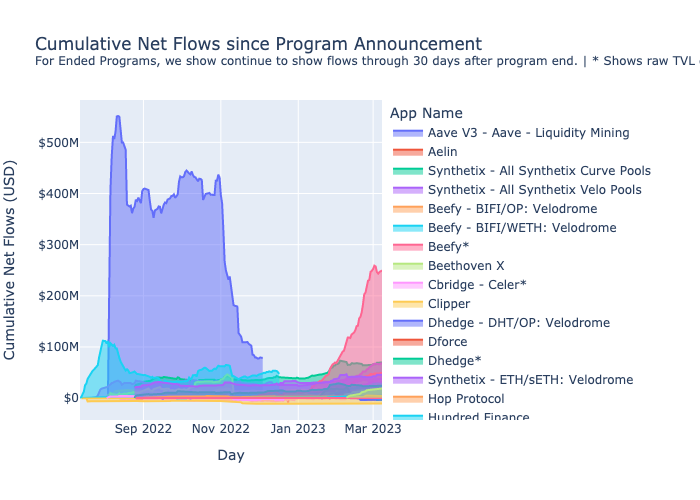 Cumulative Net Flows since Program Announcement
For Ended Programs, we show continue to show flows through 30 days after program end. | * Shows raw TVL
App Name
Aave V3 - Aave - Liquidity Mining
Aelin
Synthetix - All Synthetix Curve Pools
Synthetix - All Synthetix Velo Pools
Beefy - BIFI/OP: Velodrome
Beefy - BIFI/WETH: Velodrome
Beefy*
Beethoven X
Cbridge - Celer*
Clipper
Dhedge - DHT/OP: Velodrome
Dforce
Dhedge*
Synthetix - ETH/sETH: Velodrome
Hop Protocol
Hundred Finance
$500M
$400M
$300M
$200M
$100M
$0
Cumulative Net Flows (USD)
Sep 2022
Nov 2022
Jan 2023
Mar 2023
Day